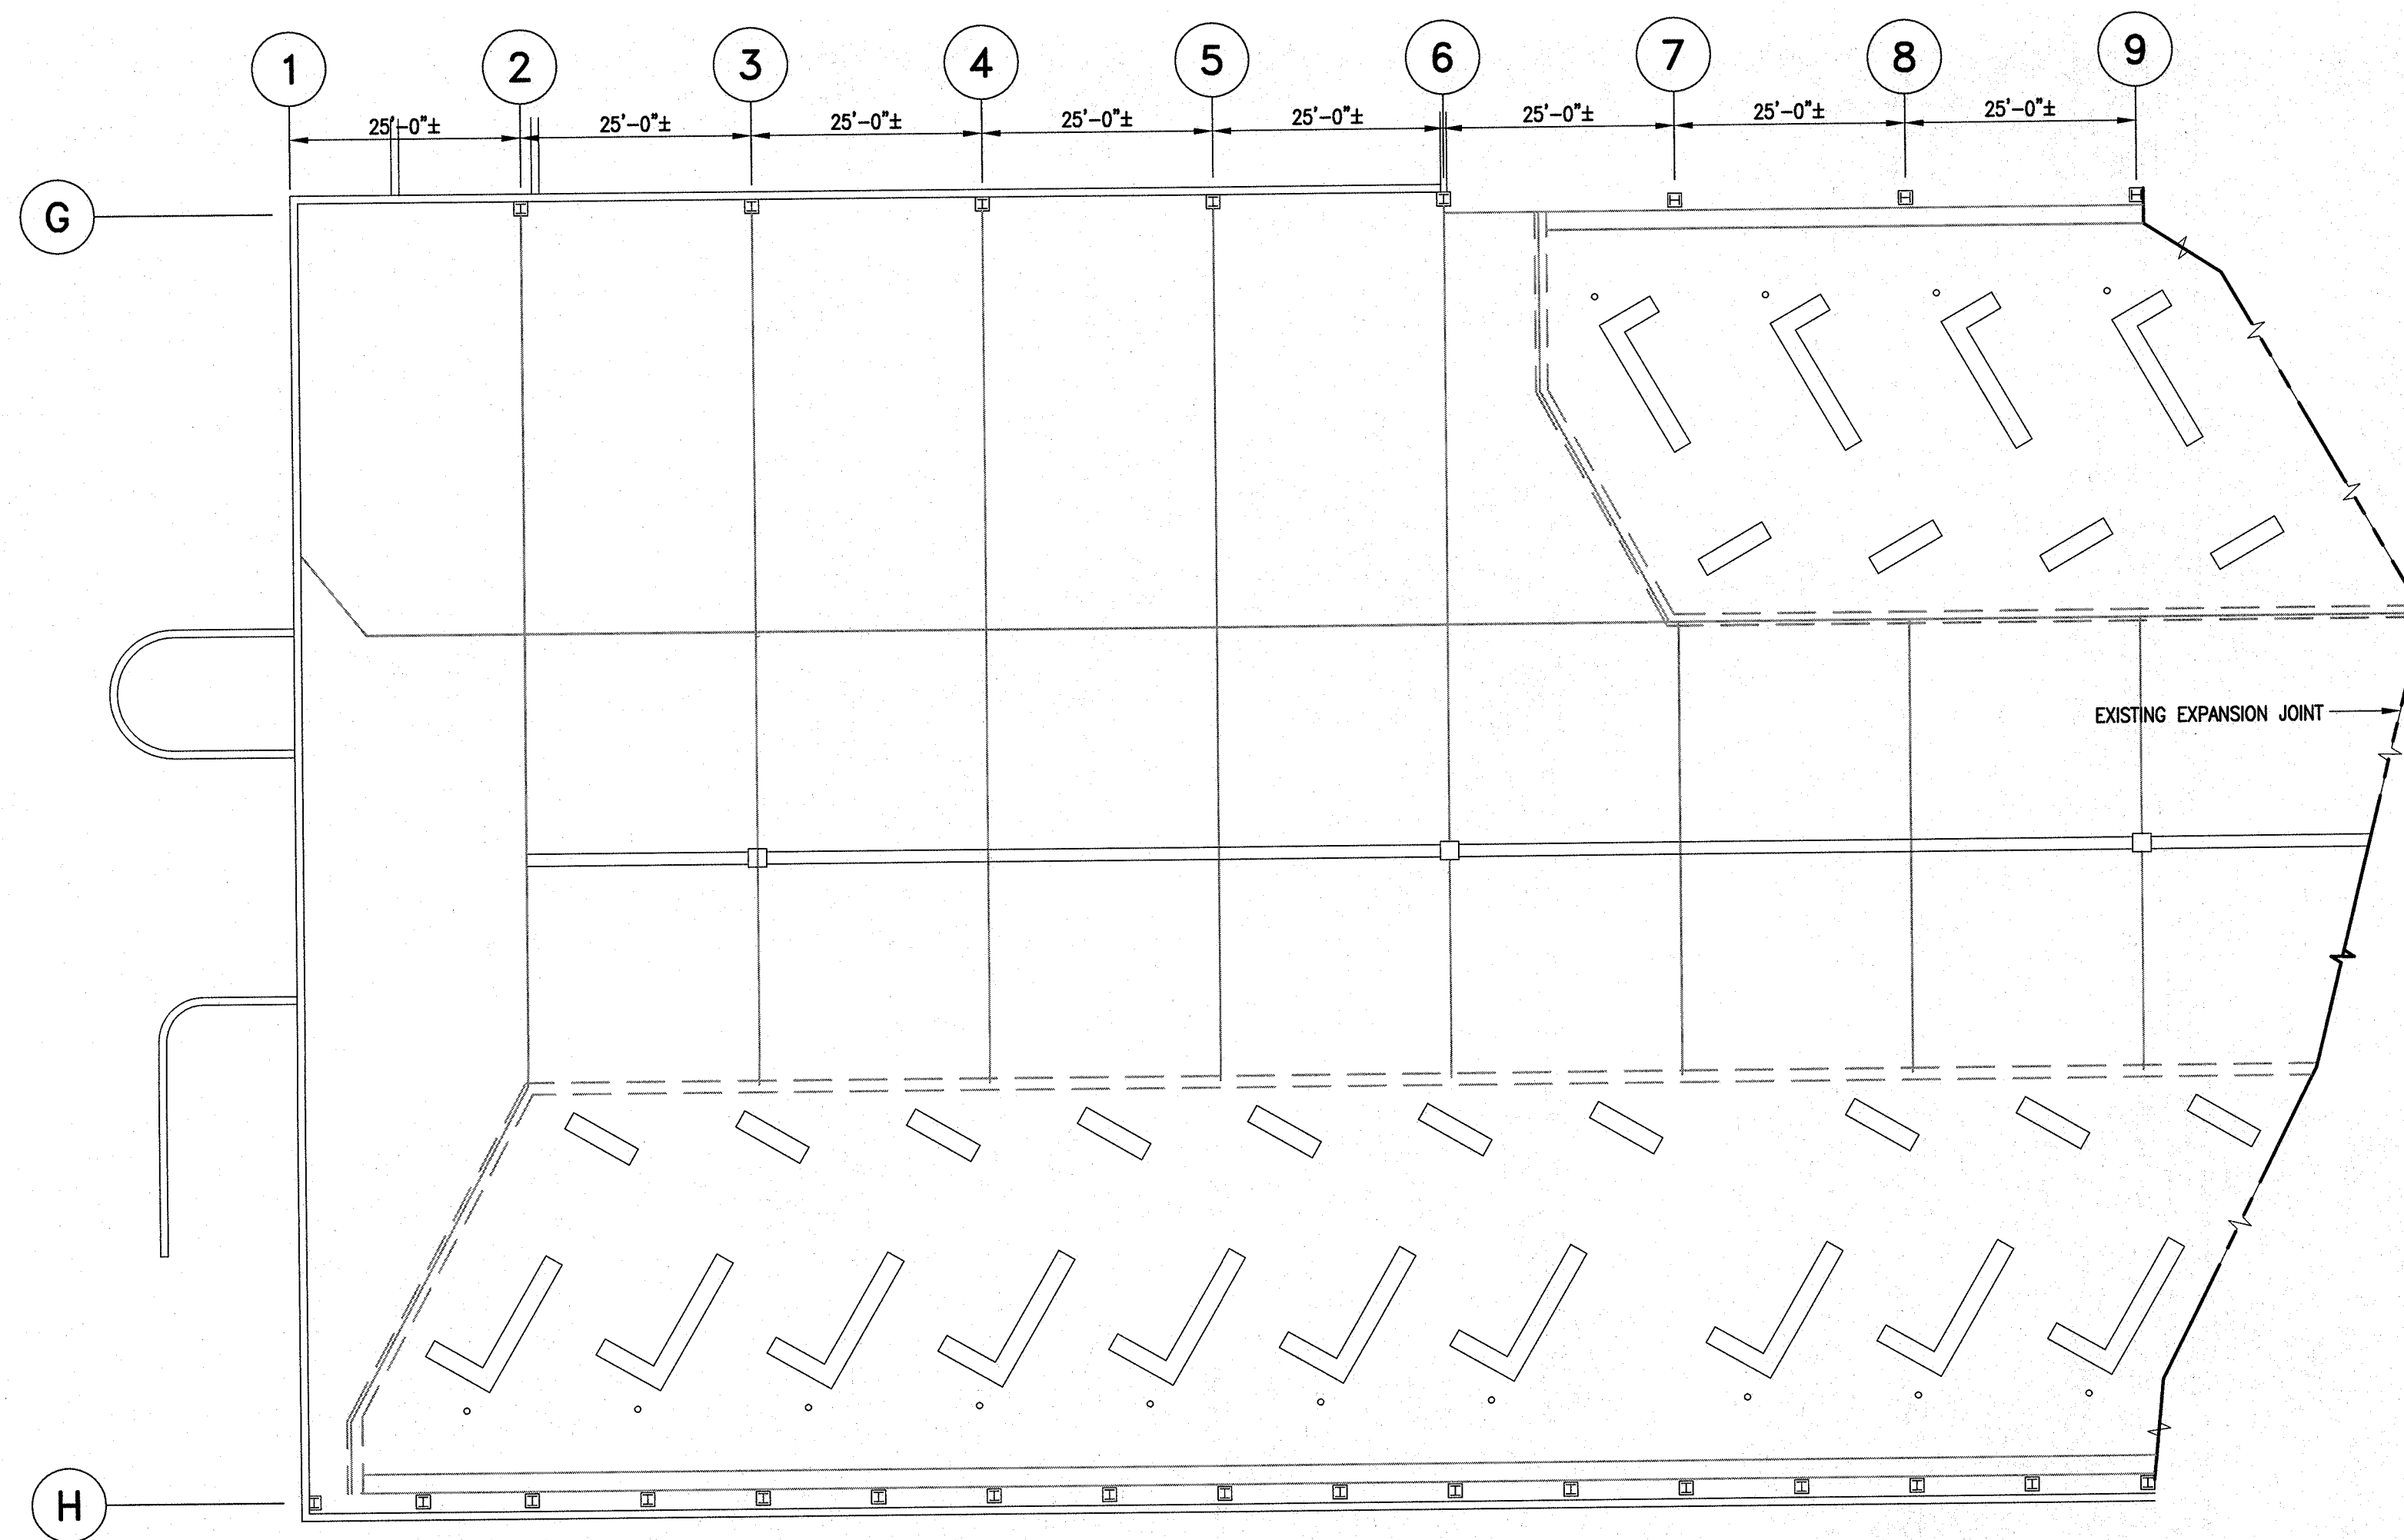 1 2 3 4 5 6 7 8 9
25'-0"± 25'-0"± 25'-0"± 25'-0"± 25'-0"± 25'-0"± 25'-0"± 25'-0"±
G
EXISTING EXPANSION JOINT
H